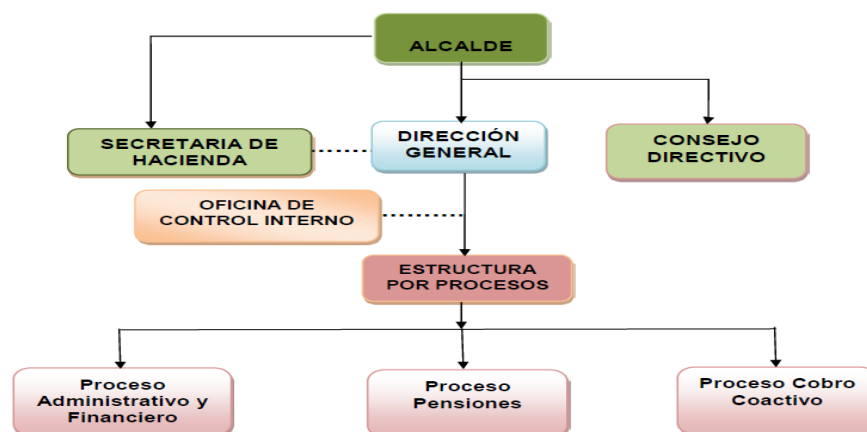 ALCALDE
SECRETARIA DE
HACIENDA
DIRECCIÓN
GENERAL
CONSEJO
DIRECTIVO
OFICINA DE
CONTROL INTERNO
ESTRUCTURA
POR PROCESOS
Proceso
Administrativo y
Financiero
Proceso
Pensiones
Proceso Cobro
Coactivo